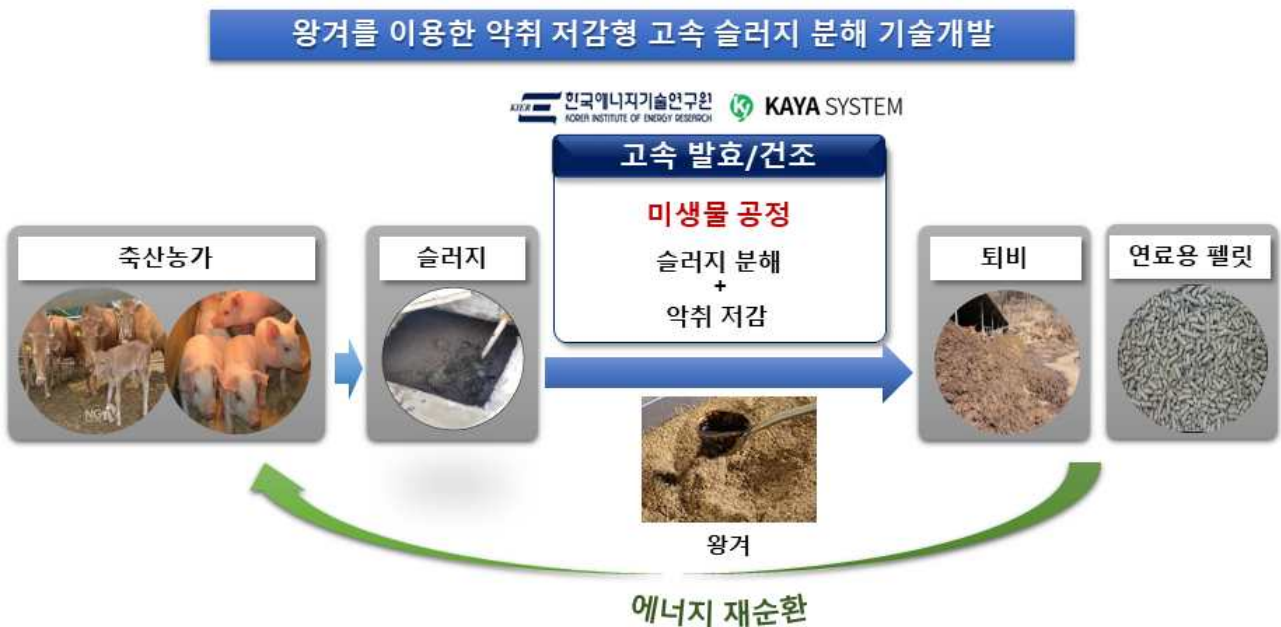 왕겨를 이용한 악취 저감형 고속 슬러지 분해 기술개발
KIER 한국에너지기술연구원
KOREA INSTITUTE OF ENERGY RESEARCH
KAYA SYSTEM
고속 발효/건조
미생물 공정
슬러지 분해
+
악취 저감
축산농가
슬러지
퇴비
연료용 펠릿
왕겨
에너지 재순환